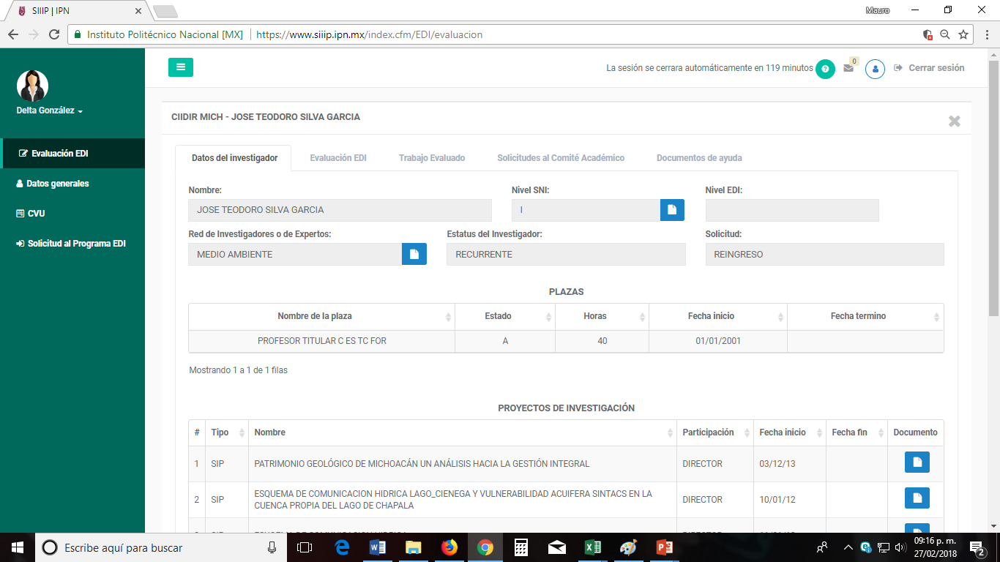 SIIIP | IPN
Mauro
Instituto Politécnico Nacional [MX] https://www.siiip.ipn.mx/index.cfm/EDI/evaluacion
La sesión se cerrara automáticamente en 119 minutos ? 0 Cerrar sesión
Delta González
Evaluación EDI
Datos generales
CVU
Solicitud al Programa EDI
CIIDIR MICH - JOSE TEODORO SILVA GARCIA
Datos del investigador Evaluación EDI Trabajo Evaluado Solicitudes al Comité Académico Documentos de ayuda
Nombre: Nivel SNI: Nivel EDI:
JOSE TEODORO SILVA GARCIA I
Red de Investigadores o de Expertos: Estatus del Investigador: Solicitud:
MEDIO AMBIENTE RECURRENTE REINGRESO
PLAZAS
Nombre de la plaza Estado Horas Fecha inicio Fecha termino
PROFESOR TITULAR C ES TC FOR A 40 01/01/2001
Mostrando 1 a 1 de 1 filas
PROYECTOS DE INVESTIGACIÓN
# Tipo Nombre Participación Fecha inicio Fecha fin Documento
1 SIP PATRIMONIO GEOLÓGICO DE MICHOACÁN UN ANÁLISIS HACIA LA GESTIÓN INTEGRAL DIRECTOR 03/12/13
2 SIP ESQUEMA DE COMUNICACION HIDRICA LAGO_CIENEGA Y VULNERABILIDAD ACUIFERA SINTACS EN LA
CUENCA PROPIA DEL LAGO DE CHAPALA DIRECTOR 10/01/12
Escribe aquí para buscar
09:16 p. m.
27/02/2018
2